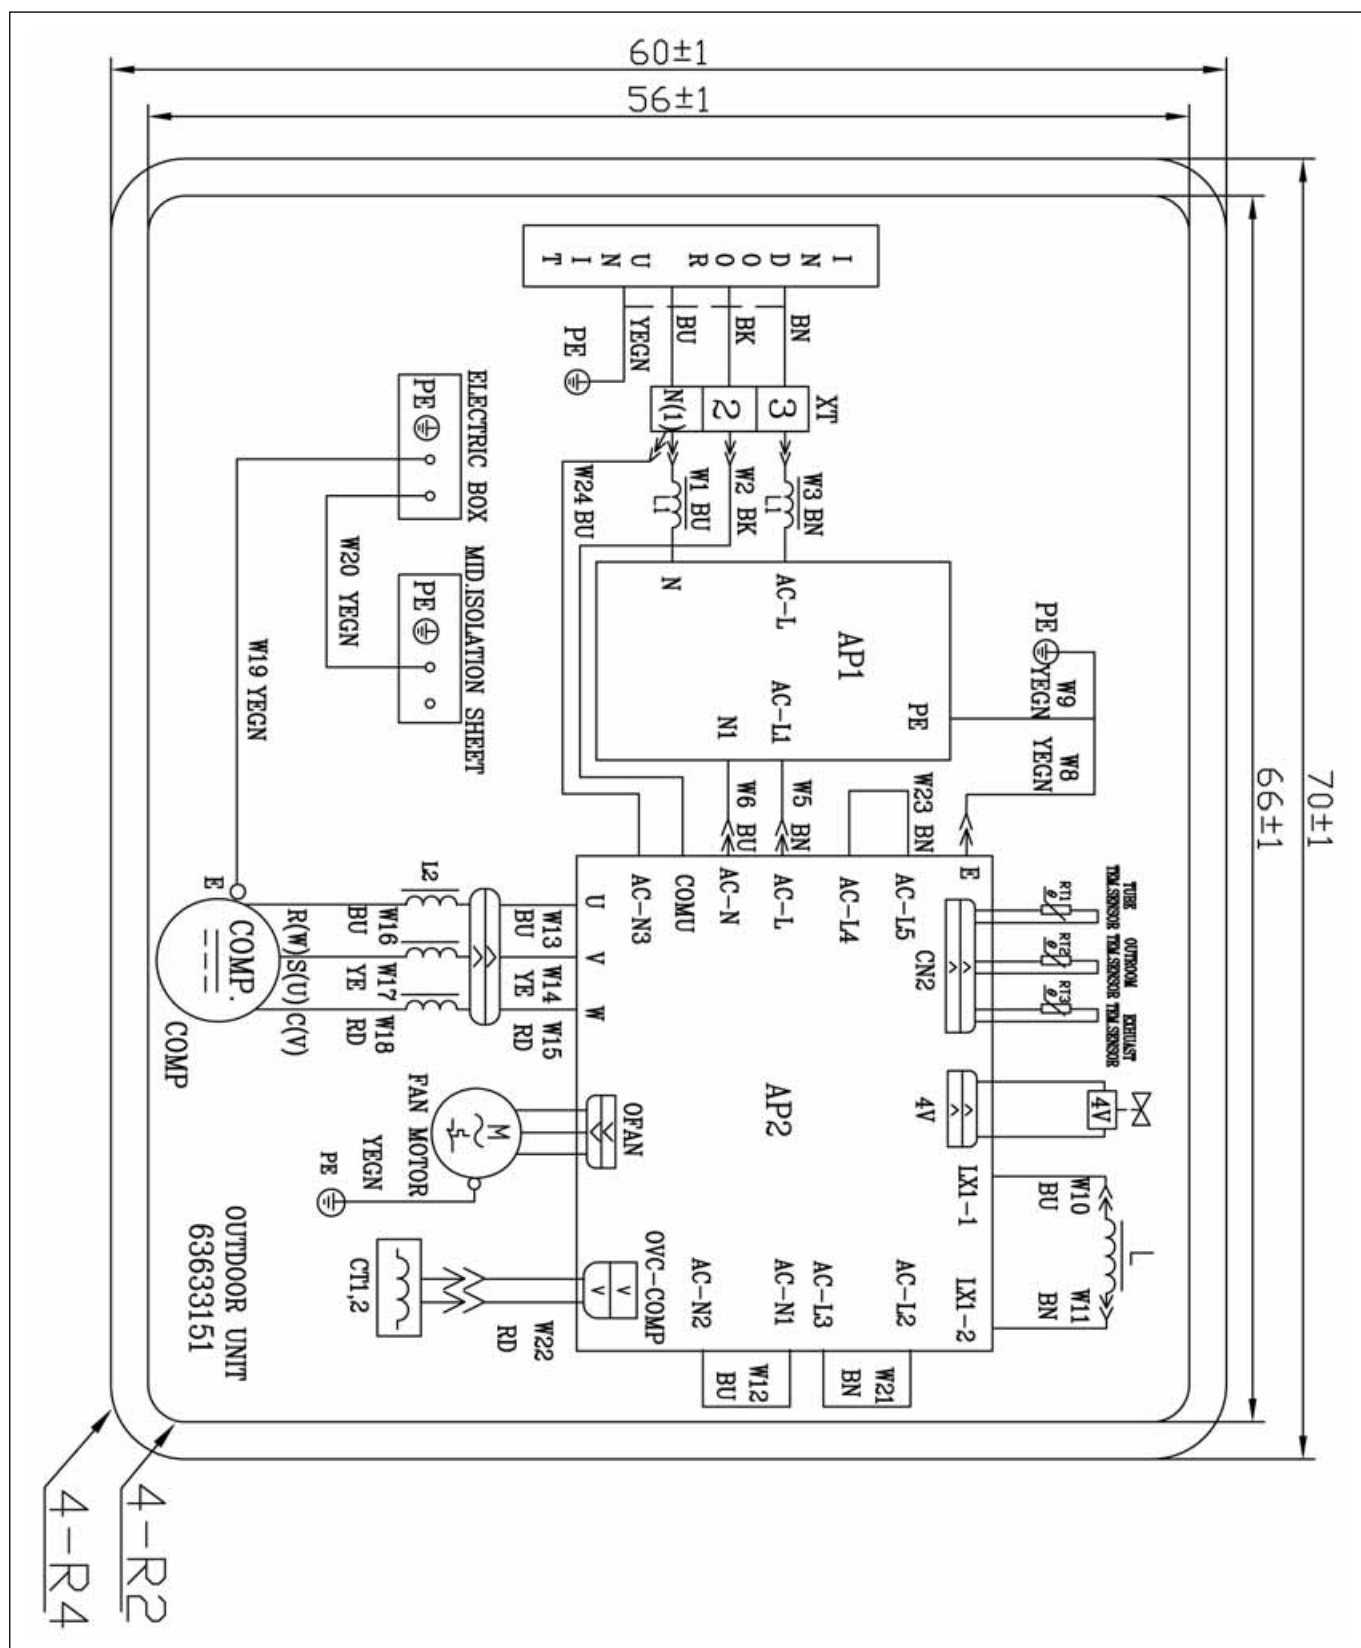 60±1
56±1
70±1
66±1
INDOOR UNIT
BN
BK
BU
YEGN
PE
XT
3
2
N(1)
W3 BN
L1
W2 BK
W1 BU
L1
W24 BU
AP1
AC-L
N
PE
AC-L1
N1
PE
W9
YEGN
W8
YEGN
W23 BN
W5 BN
W6 BU
ELECTRIC BOX
PE
MID.ISOLATION SHEET
PE
W20 YEGN
W19 YEGN
AP2
E
AC-L5
AC-L4
AC-L
AC-N
COMU
AC-N3
U
V
W
CN2
4V
LX1-1
LX1-2
AC-L2
AC-L3
AC-N1
AC-N2
OFAN
OVC-COMP
RT1
θ
RT2
θ
RT3
θ
TUBE
TEM.SENSOR
OUTROOM
TEM.SENSOR
EXHUAST
TEM.SENSOR
4V
W10
BU
L
W11
BN
W21
BN
W12
BU
W13
BU
W14
YE
W15
RD
L2
W16
BU
W17
YE
W18
RD
R(W)
S(U)
C(V)
E
COMP.
COMP
M
FAN MOTOR
YEGN
PE
W22
RD
CT1,2
OUTDOOR UNIT
63633151
4-R2
4-R4